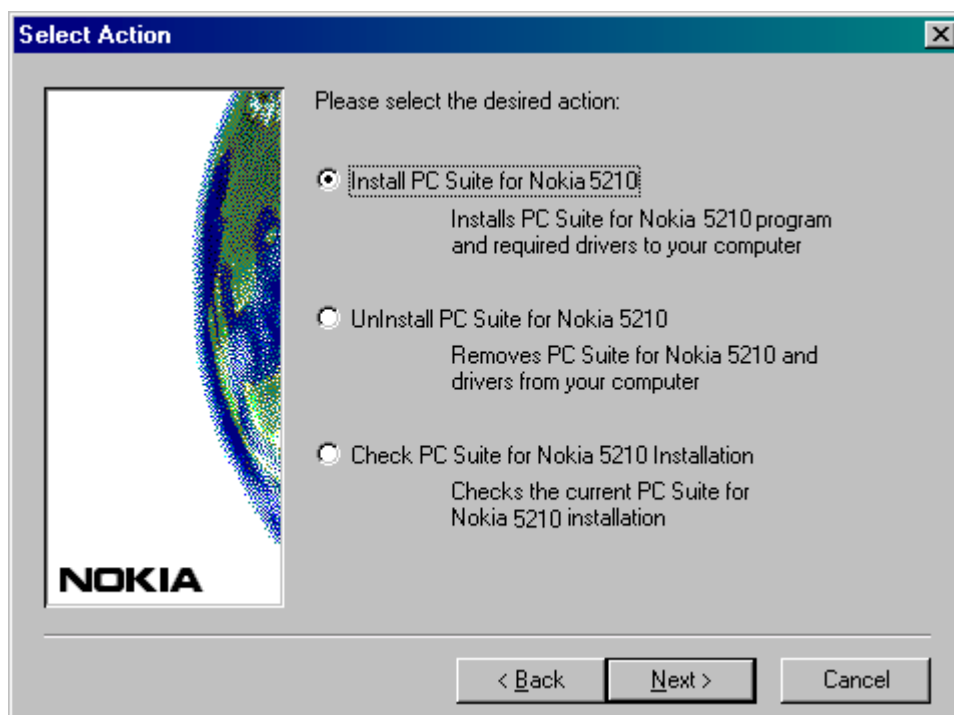 Select Action
Please select the desired action:
Install PC Suite for Nokia 5210
Installs PC Suite for Nokia 5210 program
and required drivers to your computer
UnInstall PC Suite for Nokia 5210
Removes PC Suite for Nokia 5210 and
drivers from your computer
Check PC Suite for Nokia 5210 Installation
Checks the current PC Suite for
Nokia 5210 installation
NOKIA
< Back
Next >
Cancel